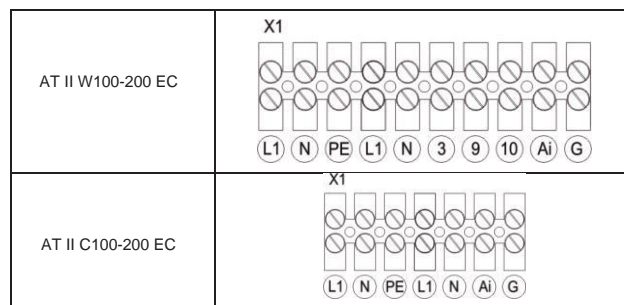 AT II W100-200 EC
X1
L1 N PE L1 N 3 9 10 Ai G
AT II C100-200 EC
X1
L1 N PE L1 N Ai G